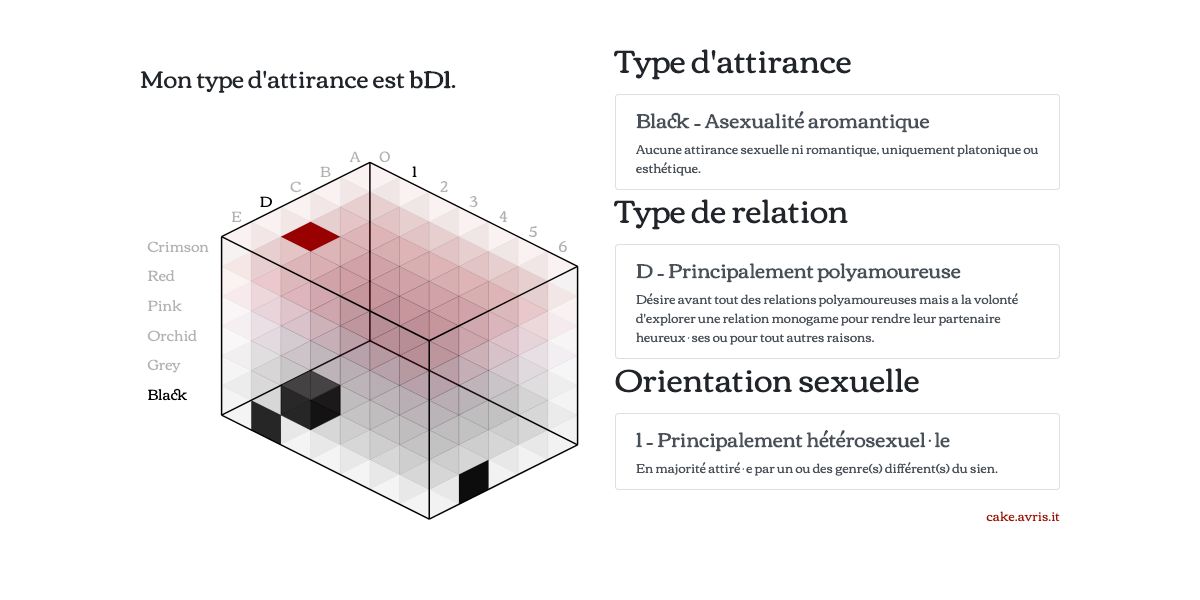 Mon type d'attirance est bD1.
A O
B 1
C 2
D 3
E 4
5
6
Crimson
Red
Pink
Orchid
Grey
Black
Type d'attirance
Black - Asexualité aromantique
Aucune attirance sexuelle ni romantique, uniquement platonique ou
esthétique.
Type de relation
D - Principalement polyamoureuse
Désire avant tout des relations polyamoureuses mais a la volonté
d'explorer une relation monogame pour rendre leur partenaire
heureux·ses ou pour tout autres raisons.
Orientation sexuelle
1 - Principalement hétérosexuel·le
En majorité attiré·e par un ou des genre(s) différent(s) du sien.
cake.avris.it